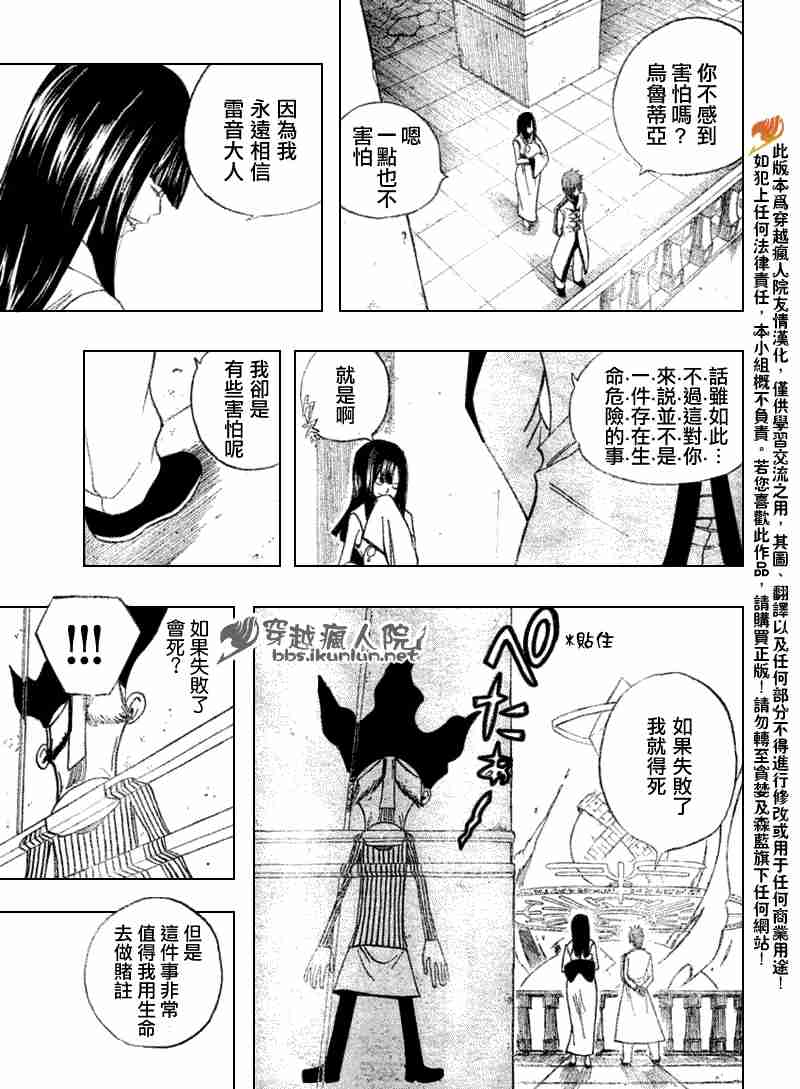 你不感到
害怕嗎？
烏魯蒂亞
嗯
一點也不
害怕
因為我
永遠相信
雷音大人
話雖如此…
不過這對你
來説並不是
一件存在生
命危險的事
就是啊
我卻是
有些害怕呢
如果失敗了
我就得死
*貼住
ペたぁ～
穿越瘋人院
bbs.ikunlun.net
如果失敗了
會死？
!!!
但是
這件事非常
值得我用生命
去做賭註
此版本爲穿越瘋人院友情漢化，僅供學習交流之用，其圖、翻譯以及任何部分不得進行修改或用于任何商業用途！
如犯上任何法律責任，本小組概不負責。若您喜歡此作品，請購買正版！請勿轉至貪婪及森藍旗下任何網站！